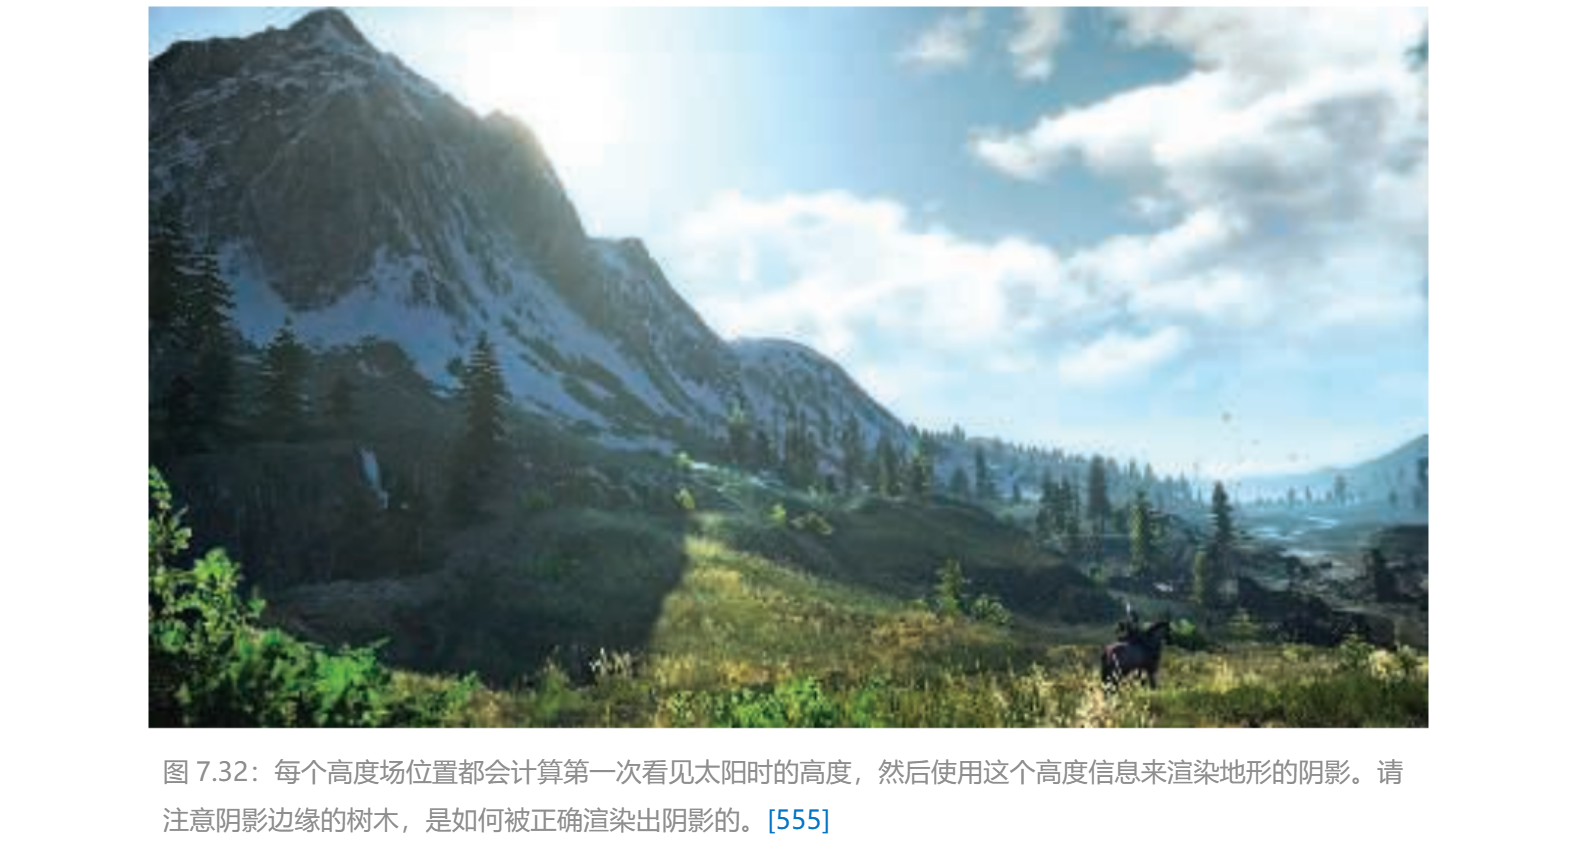 图 7.32：每个高度场位置都会计算第一次看见太阳时的高度，然后使用这个高度信息来渲染地形的阴影。请
注意阴影边缘的树木，是如何被正确渲染出阴影的。[555]